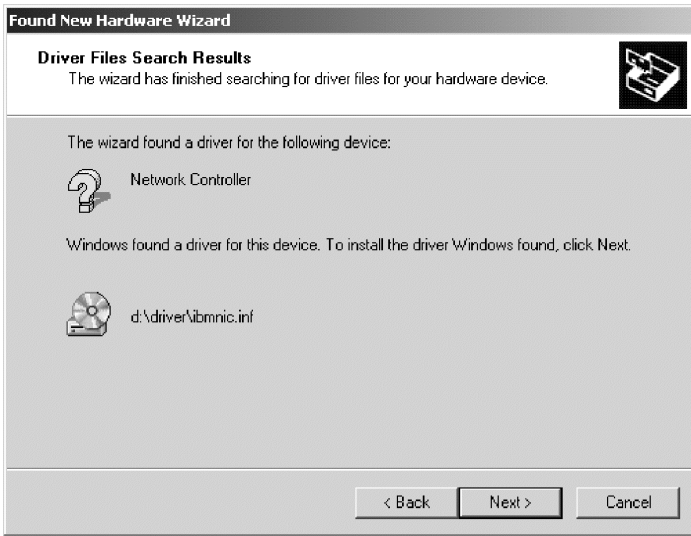 Found New Hardware Wizard
Driver Files Search Results
The wizard has finished searching for driver files for your hardware device.
The wizard found a driver for the following device:
Network Controller
Windows found a driver for this device. To install the driver Windows found, click Next.
d:\driver\ibmnic.inf
< Back
Next >
Cancel